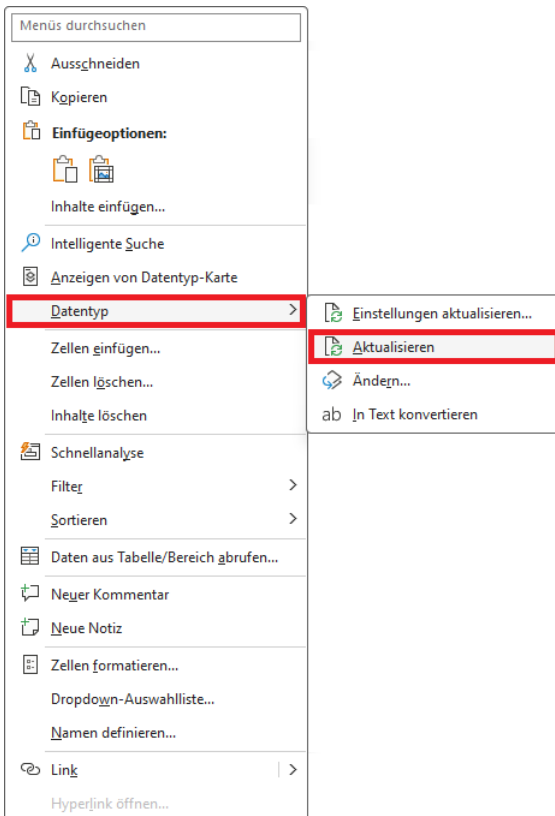 Menüs durchsuchen
Ausschneiden
Kopieren
Einfügeoptionen:
Inhalte einfügen...
Intelligente Suche
Anzeigen von Datentyp-Karte
Datentyp
Einstellungen aktualisieren...
Aktualisieren
Ändern...
ab In Text konvertieren
Zellen einfügen...
Zellen löschen...
Inhalte löschen
Schnellanalyse
Filter
Sortieren
Daten aus Tabelle/Bereich abrufen...
Neuer Kommentar
Neue Notiz
Zellen formatieren...
Dropdown-Auswahlliste...
Namen definieren...
Link
Hyperlink öffnen...